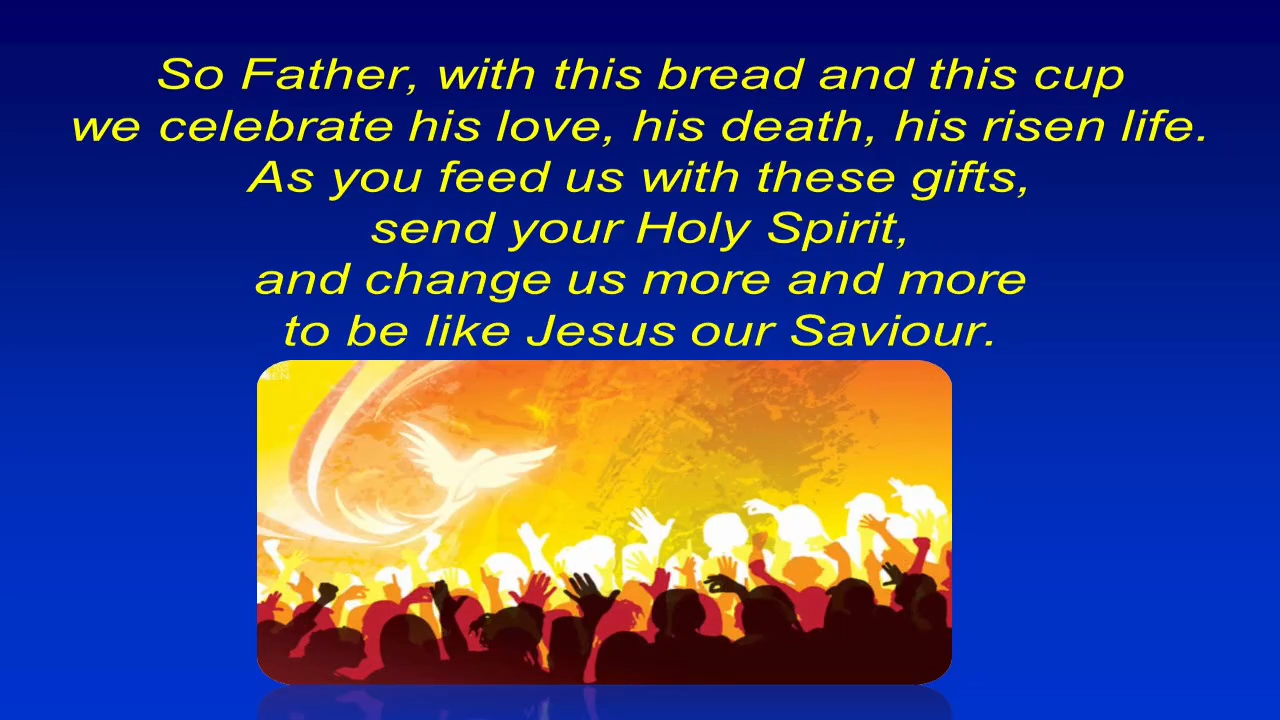 So Father, with this bread and this cup
we celebrate his love, his death, his risen life.
As you feed us with these gifts,
send your Holy Spirit,
and change us more and more
to be like Jesus our Saviour.